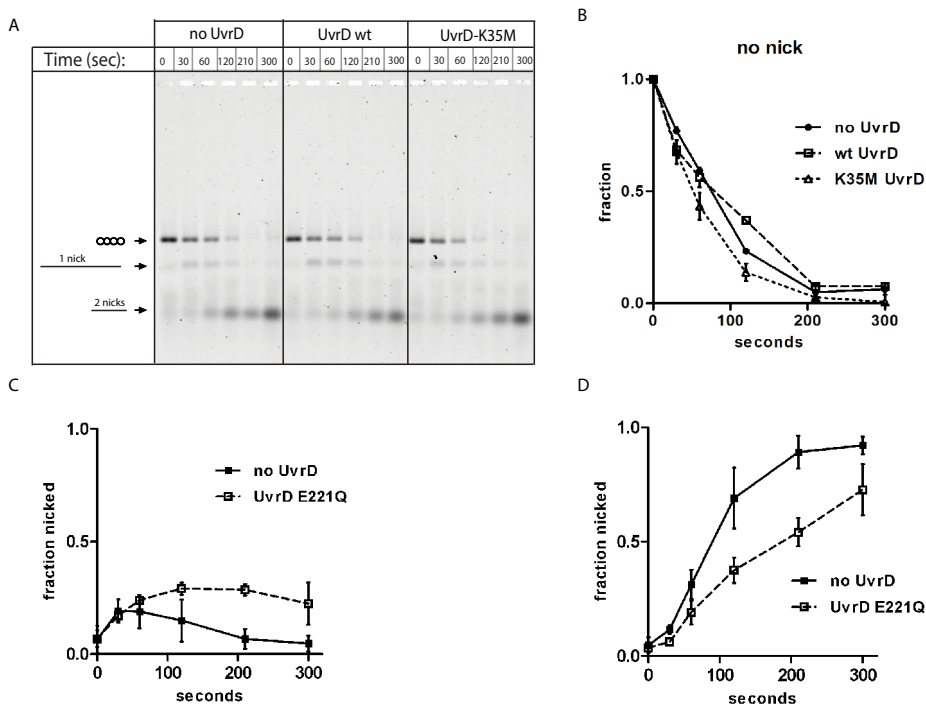 A
no UvrD UvrD wt UvrD-K35M
Time (sec): 0 30 60 120 210 300 0 30 60 120 210 300 0 30 60 120 210 300
1 nick
2 nicks
B
no nick
1.0
0.5
0.0
fraction
0 100 200 300
seconds
no UvrD
wt UvrD
K35M UvrD
C
1.0
0.5
0.0
fraction nicked
0 100 200 300
seconds
no UvrD
UvrD E221Q
D
1.0
0.5
0.0
fraction nicked
0 100 200 300
seconds
no UvrD
UvrD E221Q